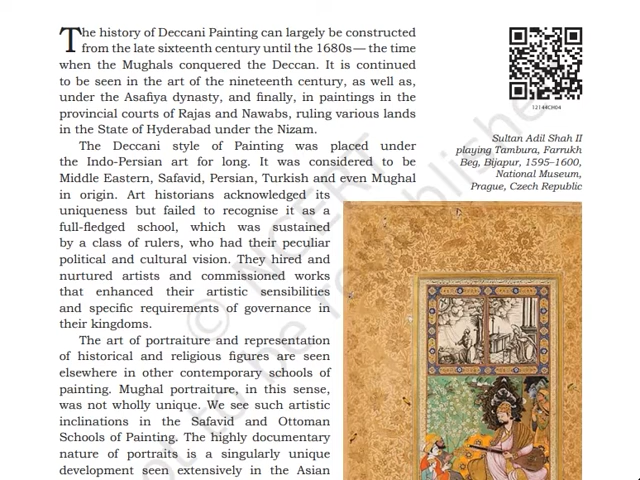 The history of Deccani Painting can largely be constructed
from the late sixteenth century until the 1680s — the time
when the Mughals conquered the Deccan. It is continued
to be seen in the art of the nineteenth century, as well as,
under the Asafiya dynasty, and finally, in paintings in the
provincial courts of Rajas and Nawabs, ruling various lands
in the State of Hyderabad under the Nizam.
The Deccani style of Painting was placed under
the Indo-Persian art for long. It was considered to be
Middle Eastern, Safavid, Persian, Turkish and even Mughal
in origin. Art historians acknowledged its
uniqueness but failed to recognise it as a
full-fledged school, which was sustained
by a class of rulers, who had their peculiar
political and cultural vision. They hired and
nurtured artists and commissioned works
that enhanced their artistic sensibilities
and specific requirements of governance in
their kingdoms.
The art of portraiture and representation
of historical and religious figures are seen
elsewhere in other contemporary schools of
painting. Mughal portraiture, in this sense,
was not wholly unique. We see such artistic
inclinations in the Safavid and Ottoman
Schools of Painting. The highly documentary
nature of portraits is a singularly unique
development seen extensively in the Asian
12144CH04
Sultan Adil Shah II
playing Tambura, Farrukh
Beg, Bijapur, 1595–1600,
National Museum,
Prague, Czech Republic
© NCERT
not to be republished